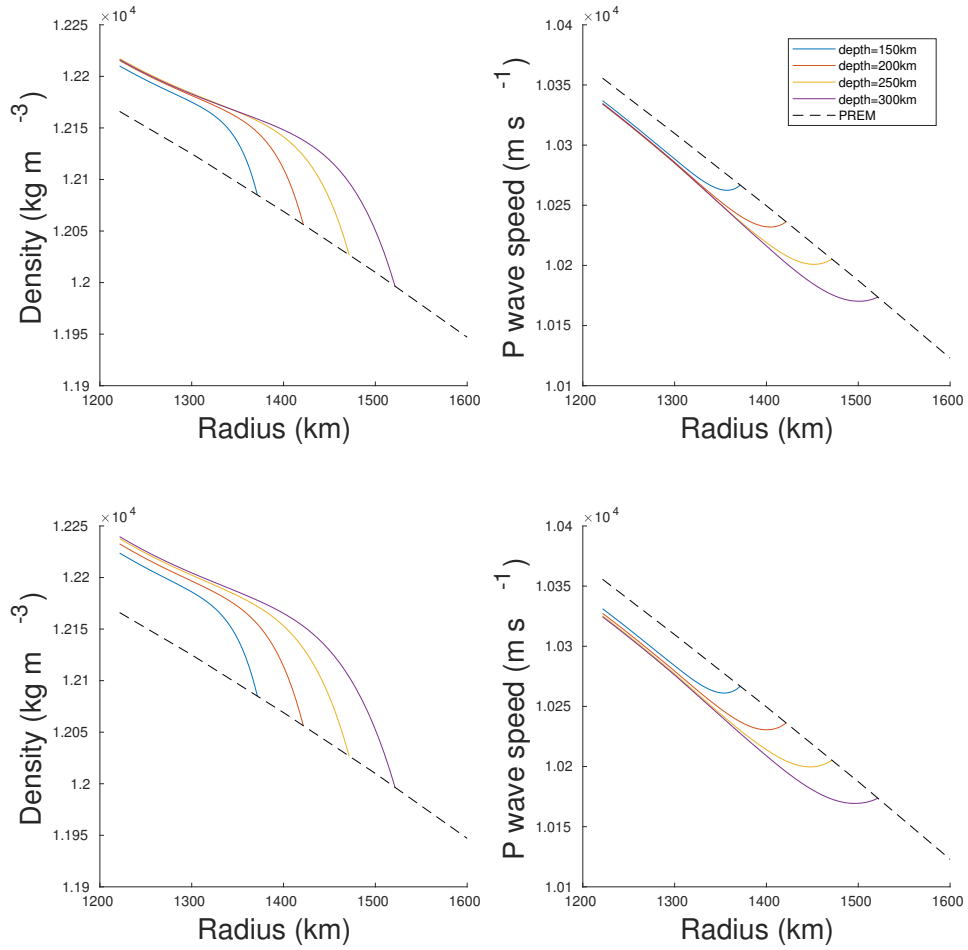 ×10⁴
1.225
1.22
1.215
1.21
1.205
1.2
1.195
1.19
1200 1300 1400 1500 1600
Radius (km)
Density (kg m⁻³)
×10⁴
1.04
1.035
1.03
1.025
1.02
1.015
1.01
1200 1300 1400 1500 1600
Radius (km)
P wave speed (m s⁻¹)
depth=150km
depth=200km
depth=250km
depth=300km
PREM
×10⁴
1.225
1.22
1.215
1.21
1.205
1.2
1.195
1.19
1200 1300 1400 1500 1600
Radius (km)
Density (kg m⁻³)
×10⁴
1.04
1.035
1.03
1.025
1.02
1.015
1.01
1200 1300 1400 1500 1600
Radius (km)
P wave speed (m s⁻¹)